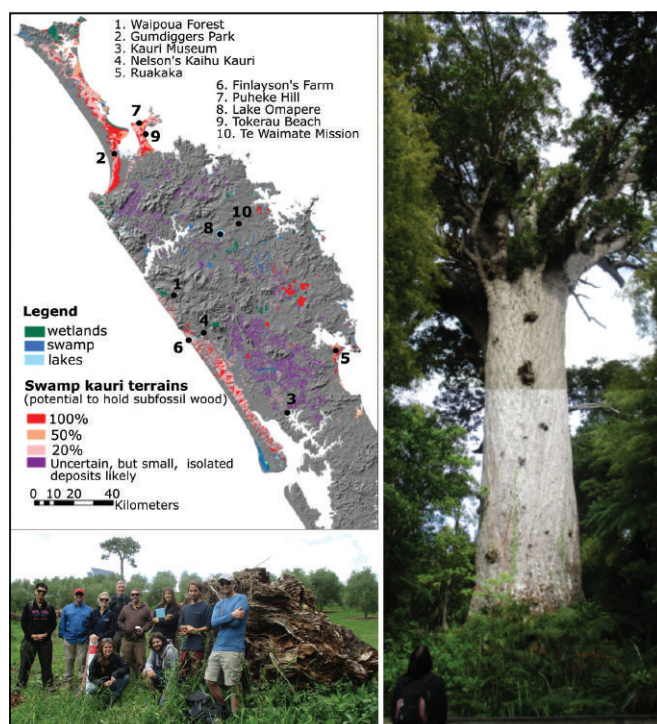 1. Waipoua Forest
2. Gumdiggers Park
3. Kauri Museum
4. Nelson's Kaihu Kauri
5. Ruakaka
6. Finlayson's Farm
7. Puheke Hill
8. Lake Omapere
9. Tokerau Beach
10. Te Waimate Mission
7
9
2
10
8
1
4
6
5
3
Legend
wetlands
swamp
lakes
Swamp kauri terrains
(potential to hold subfossil wood)
100%
50%
20%
Uncertain, but small, isolated
deposits likely
0 10 20 40
Kilometers